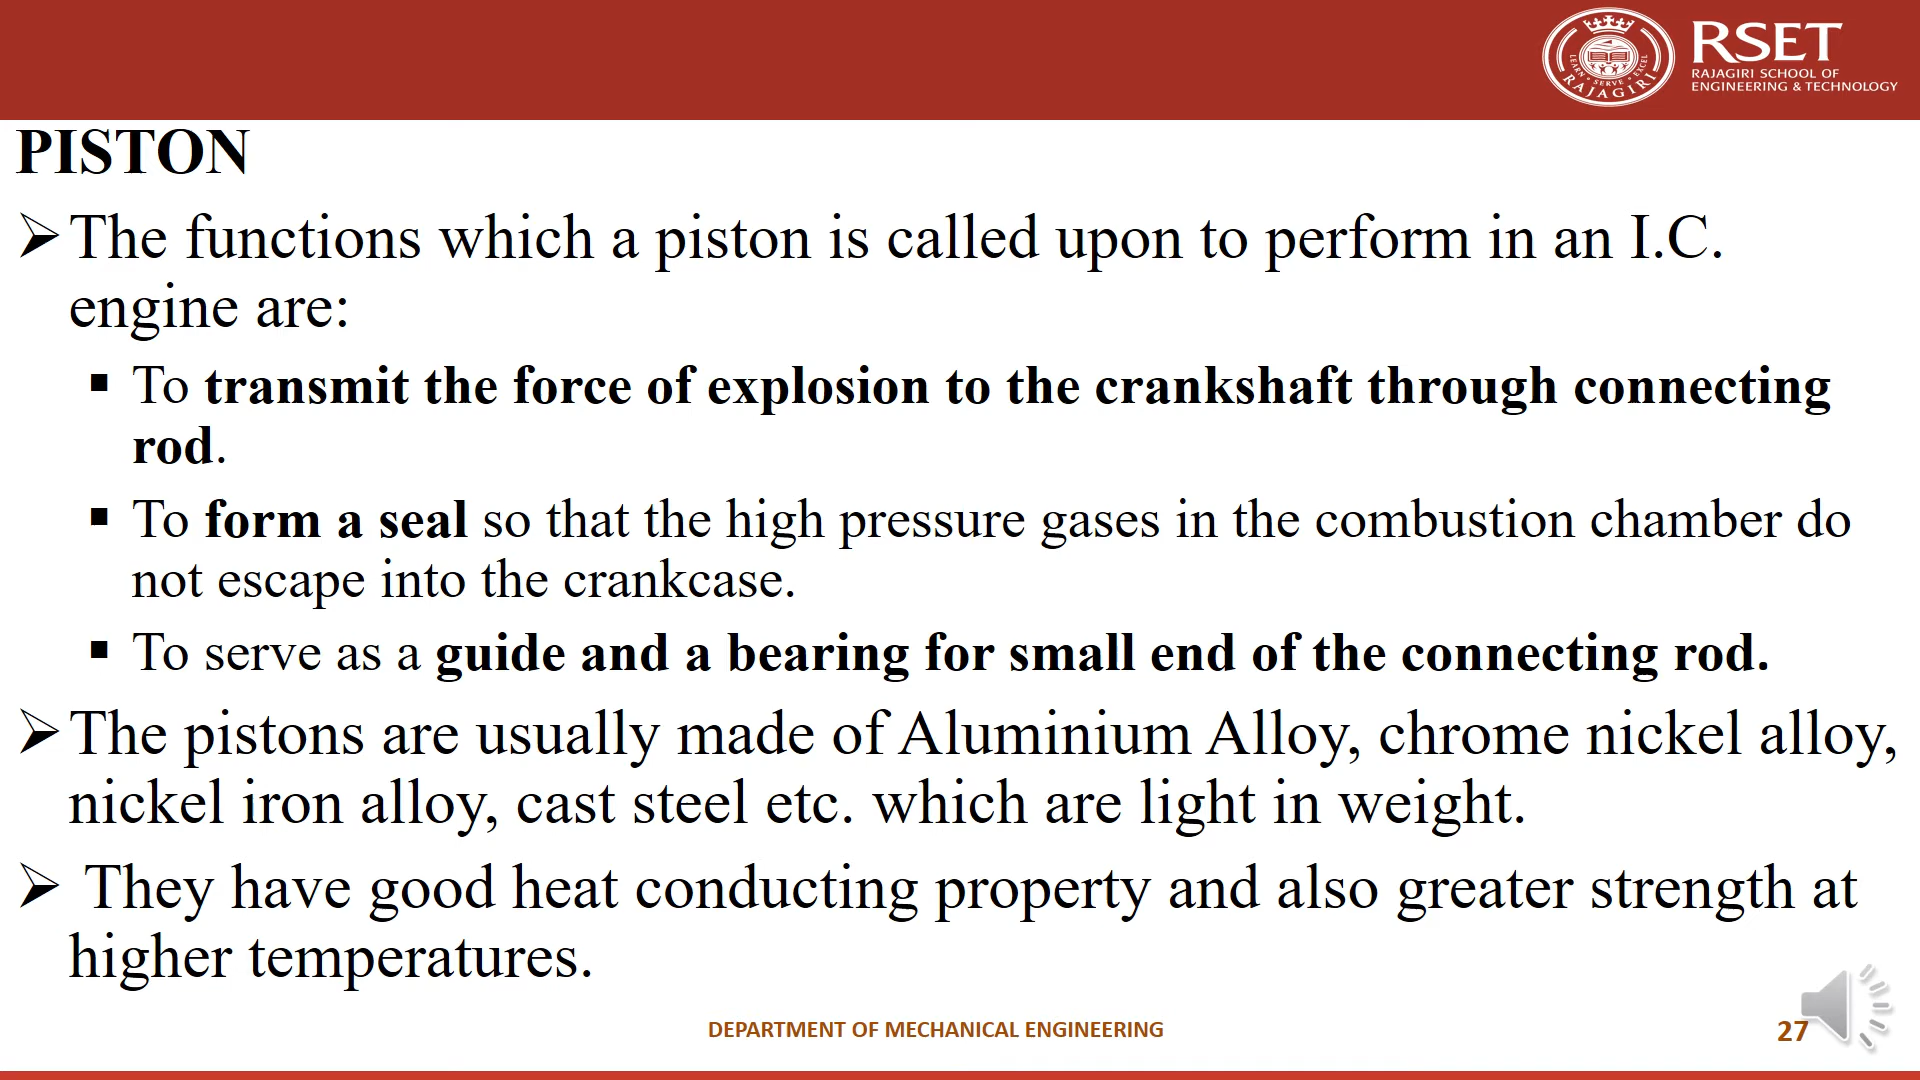 RSET
RAJAGIRI SCHOOL OF
ENGINEERING & TECHNOLOGY
LEARN · SERVE · EXCEL
RAJAGIRI
PISTON
➢The functions which a piston is called upon to perform in an I.C.
engine are:
▪ To transmit the force of explosion to the crankshaft through connecting
rod.
▪ To form a seal so that the high pressure gases in the combustion chamber do
not escape into the crankcase.
▪ To serve as a guide and a bearing for small end of the connecting rod.
➢The pistons are usually made of Aluminium Alloy, chrome nickel alloy,
nickel iron alloy, cast steel etc. which are light in weight.
➢ They have good heat conducting property and also greater strength at
higher temperatures.
DEPARTMENT OF MECHANICAL ENGINEERING
27